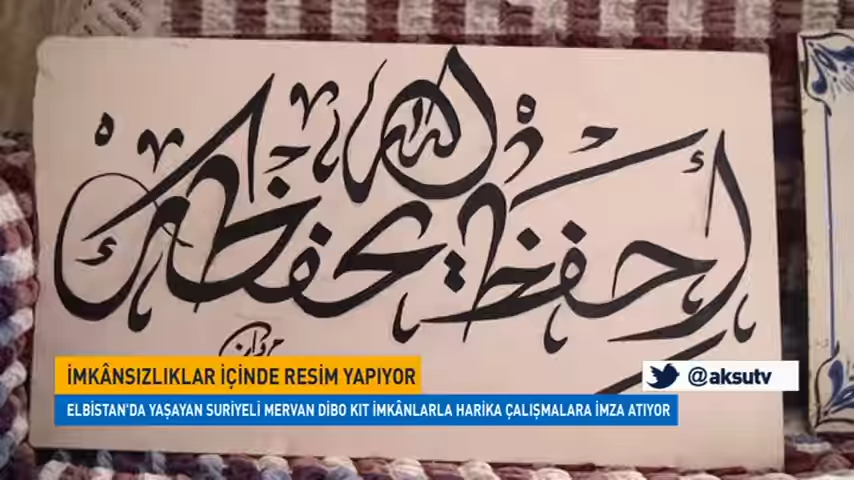 احفظ الله يحفظك
مروان
İMKÂNSIZLIKLAR İÇİNDE RESİM YAPIYOR
@aksutv
ELBİSTAN'DA YAŞAYAN SURİYELİ MERVAN DİBO KIT İMKÂNLARLA HARİKA ÇALIŞMALARA İMZA ATIYOR